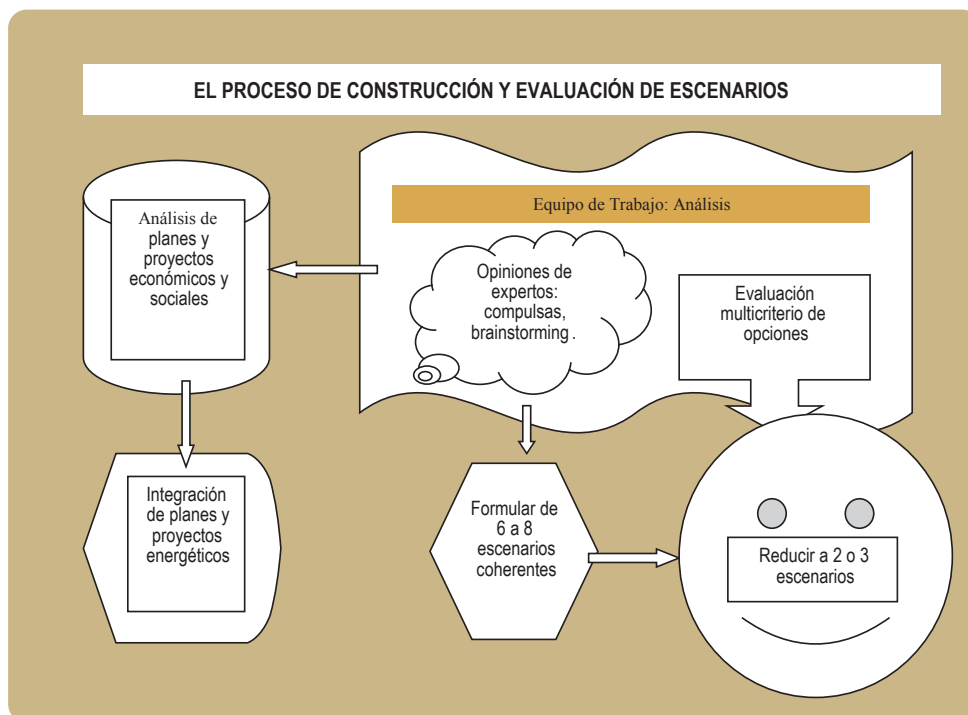 EL PROCESO DE CONSTRUCCIÓN Y EVALUACIÓN DE ESCENARIOS
Equipo de Trabajo: Análisis
Análisis de
planes y
proyectos
económicos y
sociales
Opiniones de
expertos:
compulsas,
brainstorming .
Evaluación
multicriterio de
opciones
Integración
de planes y
proyectos
energéticos
Formular de
6 a 8
escenarios
coherentes
Reducir a 2 o 3
escenarios